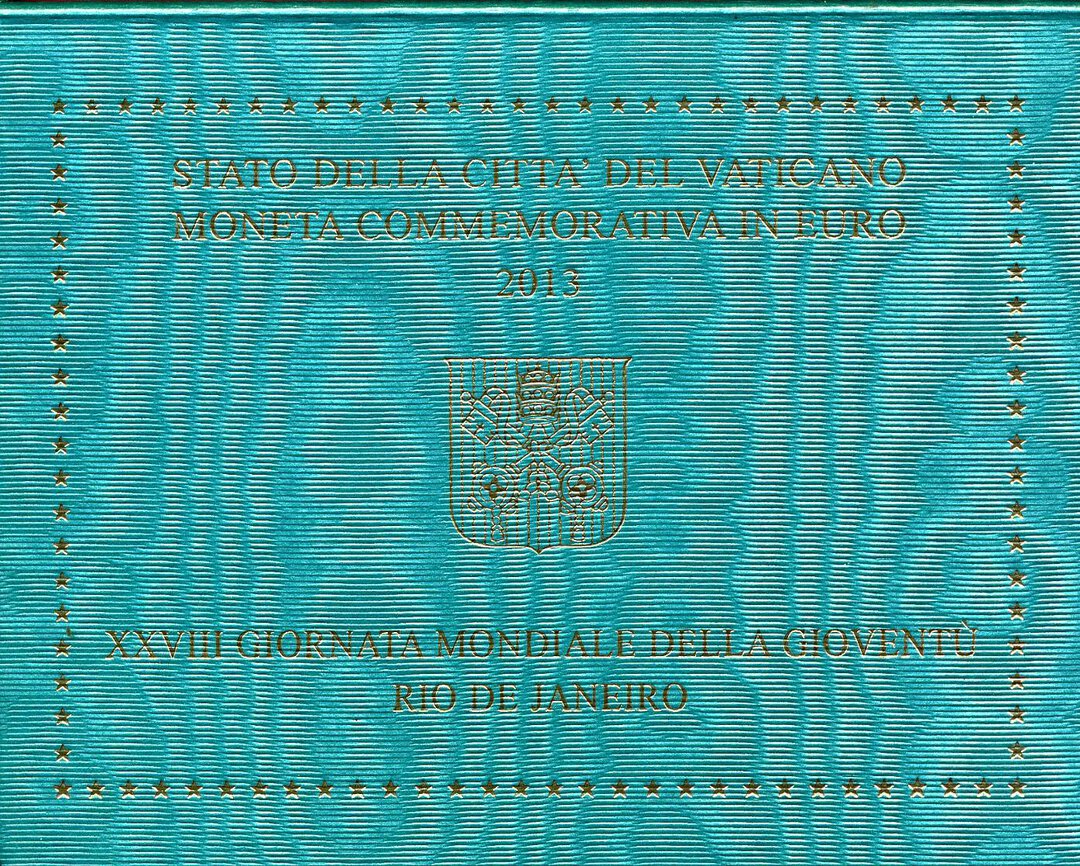 STATO DELLA CITTA' DEL VATICANO
MONETA COMMEMORATIVA IN EURO
2013
XXVIII GIORNATA MONDIALE DELLA GIOVENTÙ
RIO DE JANEIRO